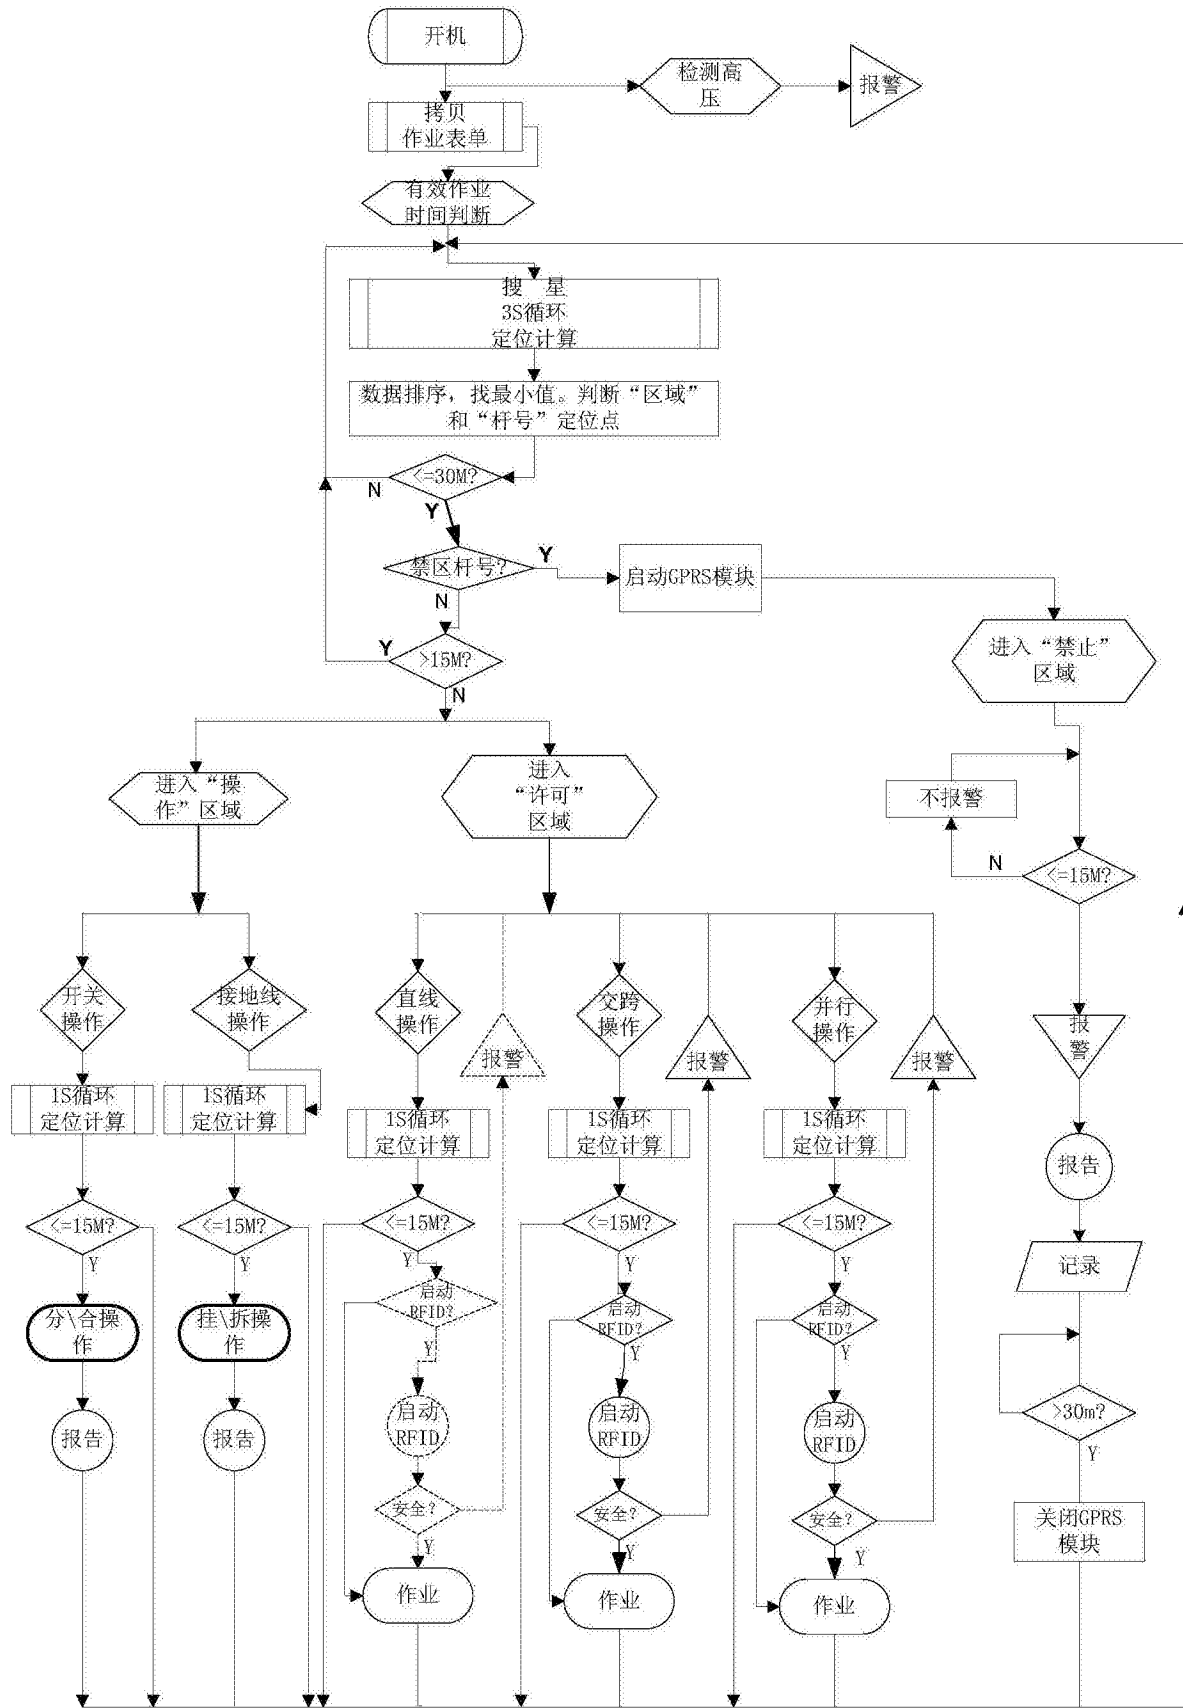 开机
检测高
压
报警
拷贝
作业表单
有效作业
时间判断
搜 星
3S循环
定位计算
数据排序，找最小值。判断“区域”
和“杆号”定位点
<=30M?
N
Y
禁区杆号?
Y
启动GPRS模块
N
Y
>15M?
N
进入“禁止”
区域
进入“操
作”区域
进入
“许可”
区域
不报警
N
<=15M?
开关
操作
接地线
操作
直线
操作
报警
交跨
操作
报警
并行
操作
报警
报
警
1S循环
定位计算
1S循环
定位计算
1S循环
定位计算
1S循环
定位计算
1S循环
定位计算
报告
<=15M?
Y
<=15M?
Y
<=15M?
Y
<=15M?
Y
<=15M?
Y
记录
分\合操
作
挂\拆操
作
启动
RFID?
Y
启动
RFID?
Y
启动
RFID?
Y
报告
报告
启动
RFID
启动
RFID
启动
RFID
>30m?
Y
安全?
Y
安全?
Y
安全?
Y
关闭GPRS
模块
作业
作业
作业